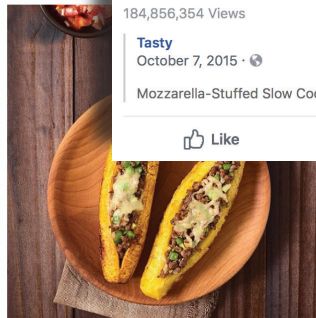 184,856,354 Views
Tasty
October 7, 2015 ·
Mozzarella-Stuffed Slow Coo
Like